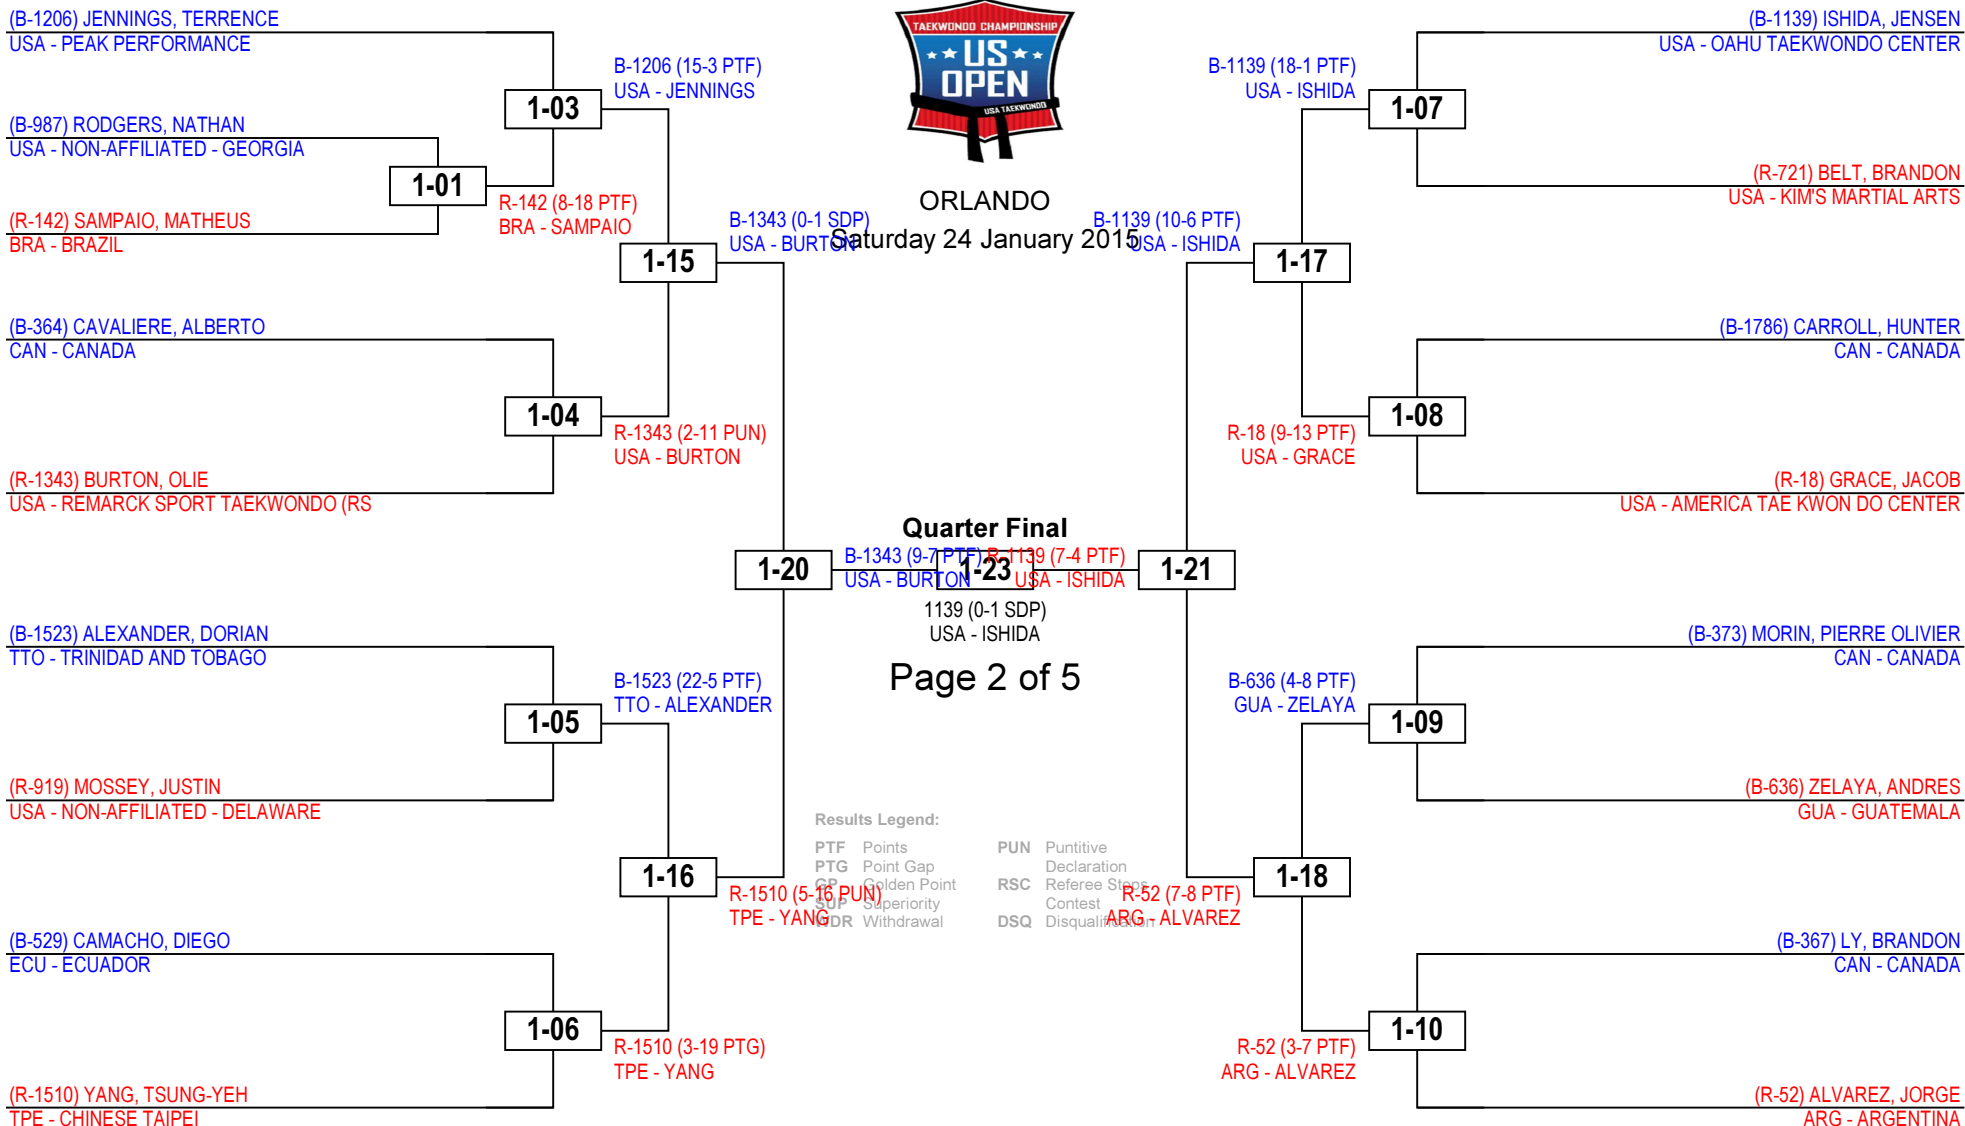 (B-1206) JENNINGS, TERRENCE
USA - PEAK PERFORMANCE
(B-987) RODGERS, NATHAN
USA - NON-AFFILIATED - GEORGIA
(R-142) SAMPAIO, MATHEUS
BRA - BRAZIL
(B-364) CAVALIERE, ALBERTO
CAN - CANADA
(R-1343) BURTON, OLIE
USA - REMARCK SPORT TAEKWONDO (RS
(B-1523) ALEXANDER, DORIAN
TTO - TRINIDAD AND TOBAGO
(R-919) MOSSEY, JUSTIN
USA - NON-AFFILIATED - DELAWARE
(B-529) CAMACHO, DIEGO
ECU - ECUADOR
(R-1510) YANG, TSUNG-YEH
TPE - CHINESE TAIPEI
1-01
R-142 (8-18 PTF)
BRA - SAMPAIO
1-03
B-1206 (15-3 PTF)
USA - JENNINGS
1-04
R-1343 (2-11 PUN)
USA - BURTON
1-05
B-1523 (22-5 PTF)
TTO - ALEXANDER
1-06
R-1510 (3-19 PTG)
TPE - YANG
1-15
B-1343 (0-1 SDP)
USA - BURTON
1-16
R-1510 (5-16 PUN)
TPE - YANG
1-20
B-1343 (9-7 PTF)
USA - BURTON
TAEKWONDO CHAMPIONSHIP
US
OPEN
USA TAEKWONDO
ORLANDO
Saturday 24 January 2015
Quarter Final
1-23
1139 (0-1 SDP)
USA - ISHIDA
Page 2 of 5
Results Legend:
PTF Points
PTG Point Gap
GP Golden Point
SUP Superiority
WDR Withdrawal
PUN Puntitive
Declaration
RSC Referee Stops
Contest
DSQ Disqualification
R-1139 (7-4 PTF)
USA - ISHIDA
1-21
B-1139 (10-6 PTF)
USA - ISHIDA
1-17
R-52 (7-8 PTF)
ARG - ALVAREZ
1-18
B-1139 (18-1 PTF)
USA - ISHIDA
1-07
R-18 (9-13 PTF)
USA - GRACE
1-08
B-636 (4-8 PTF)
GUA - ZELAYA
1-09
R-52 (3-7 PTF)
ARG - ALVAREZ
1-10
(B-1139) ISHIDA, JENSEN
USA - OAHU TAEKWONDO CENTER
(R-721) BELT, BRANDON
USA - KIM'S MARTIAL ARTS
(B-1786) CARROLL, HUNTER
CAN - CANADA
(R-18) GRACE, JACOB
USA - AMERICA TAE KWON DO CENTER
(B-373) MORIN, PIERRE OLIVIER
CAN - CANADA
(B-636) ZELAYA, ANDRES
GUA - GUATEMALA
(B-367) LY, BRANDON
CAN - CANADA
(R-52) ALVAREZ, JORGE
ARG - ARGENTINA